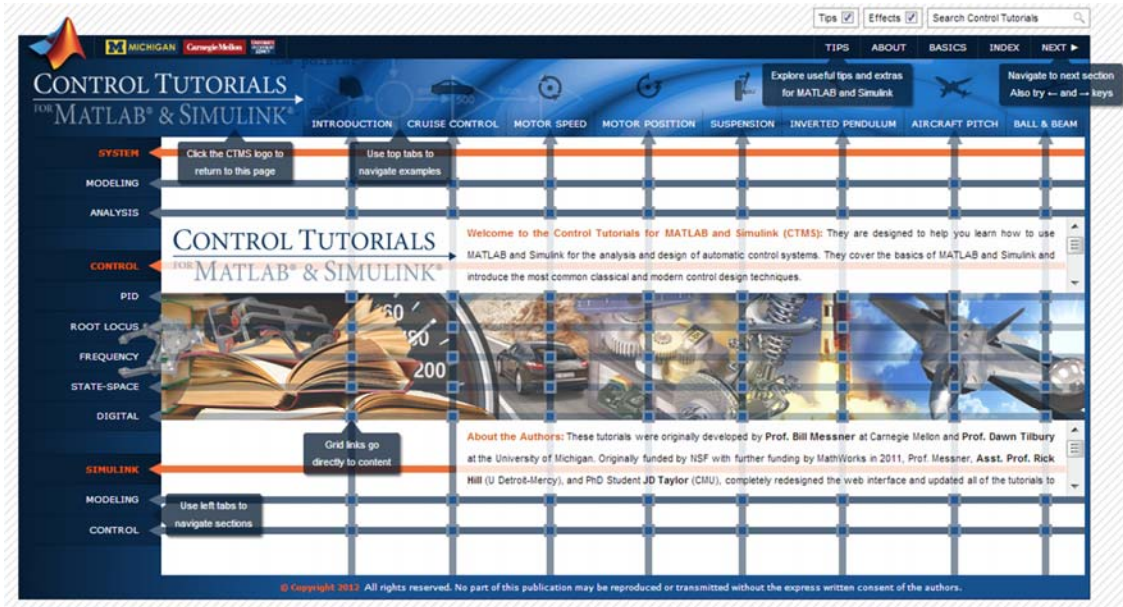 Tips
Effects
Search Control Tutorials
MICHIGAN Carnegie Mellon
TIPS ABOUT BASICS INDEX NEXT ►
CONTROL TUTORIALS
FOR MATLAB® & SIMULINK®
Explore useful tips and extras
for MATLAB and Simulink
Navigate to next section
Also try ← and → keys
INTRODUCTION CRUISE CONTROL MOTOR SPEED MOTOR POSITION SUSPENSION INVERTED PENDULUM AIRCRAFT PITCH BALL & BEAM
SYSTEM
MODELING
ANALYSIS
CONTROL
PID
ROOT LOCUS
FREQUENCY
STATE-SPACE
DIGITAL
SIMULINK
MODELING
CONTROL
Click the CTMS logo to
return to this page
Use top tabs to
navigate examples
CONTROL TUTORIALS
FOR MATLAB® & SIMULINK®
Welcome to the Control Tutorials for MATLAB and Simulink (CTMS): They are designed to help you learn how to use
MATLAB and Simulink for the analysis and design of automatic control systems. They cover the basics of MATLAB and Simulink and
introduce the most common classical and modern control design techniques.
60
180
200
Grid links go
directly to content
About the Authors: These tutorials were originally developed by Prof. Bill Messner at Carnegie Mellon and Prof. Dawn Tilbury
at the University of Michigan. Originally funded by NSF with further funding by MathWorks in 2011, Prof. Messner, Asst. Prof. Rick
Hill (U Detroit-Mercy), and PhD Student JD Taylor (CMU), completely redesigned the web interface and updated all of the tutorials to
Use left tabs to
navigate sections
© Copyright 2012 All rights reserved. No part of this publication may be reproduced or transmitted without the express written consent of the authors.